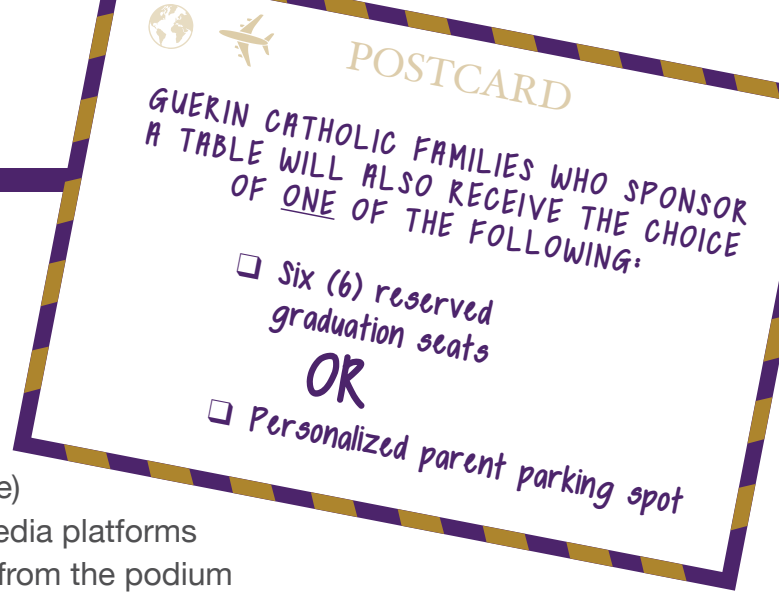 POSTCARD
GUERIN CATHOLIC FAMILIES WHO SPONSOR
A TABLE WILL ALSO RECEIVE THE CHOICE
OF ONE OF THE FOLLOWING:
❑ Six (6) reserved
graduation seats
OR
❑ Personalized parent parking spot
e)
edia platforms
from the podium